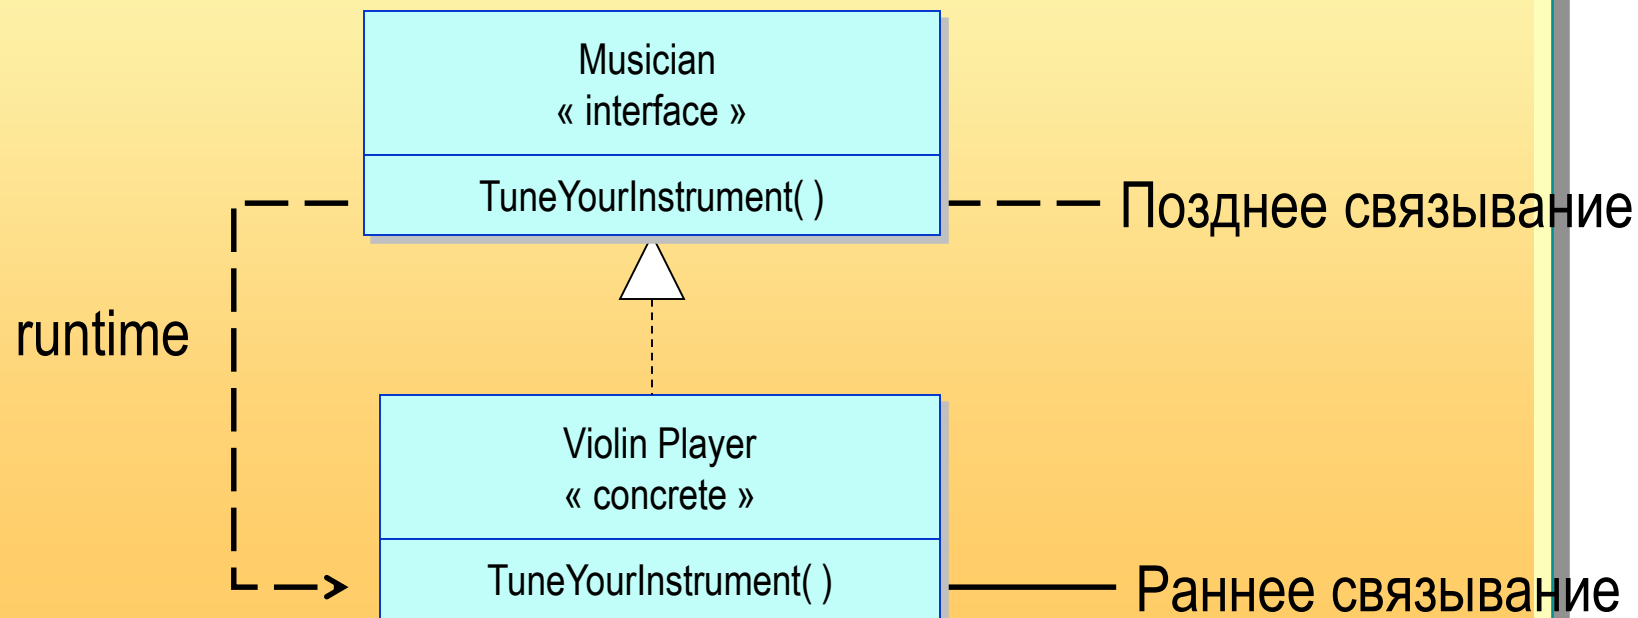 Musician
« interface »
TuneYourInstrument( )
Позднее связывание
runtime
Violin Player
« concrete »
TuneYourInstrument( )
Раннее связывание